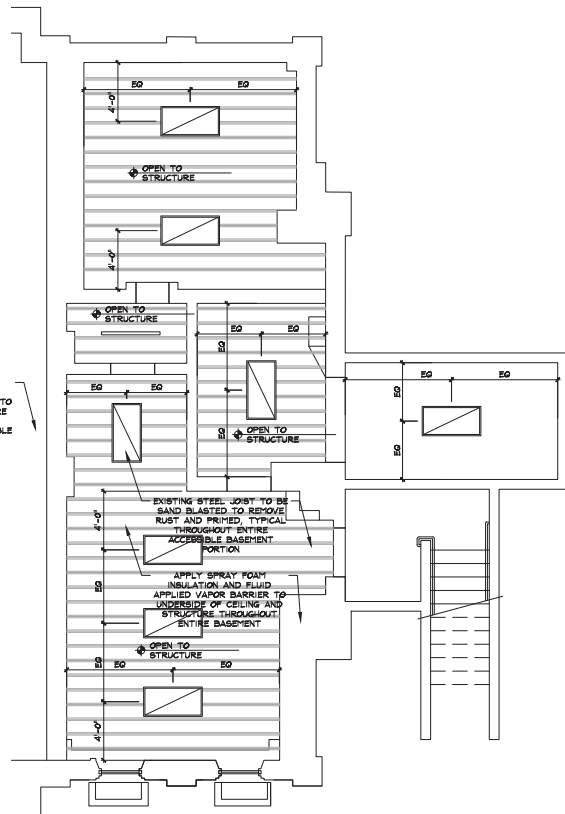 EQ
EQ
4'-0"
OPEN TO
STRUCTURE
4'-0"
OPEN TO
STRUCTURE
EQ
EQ
EQ
EQ
EQ
EQ
EQ
TO
EQ
EQ
OPEN TO
STRUCTURE
EQ
EXISTING STEEL JOIST TO BE
SAND BLASTED TO REMOVE
RUST AND PRIMED, TYPICAL
THROUGHOUT ENTIRE
ACCESSIBLE BASEMENT
PORTION
4'-0"
APPLY SPRAY FOAM
INSULATION AND FLUID
APPLIED VAPOR BARRIER TO
UNDERSIDE OF CEILING AND
STRUCTURE THROUGHOUT
ENTIRE BASEMENT
EQ
OPEN TO
STRUCTURE
EQ
EQ
EQ
4'-0"